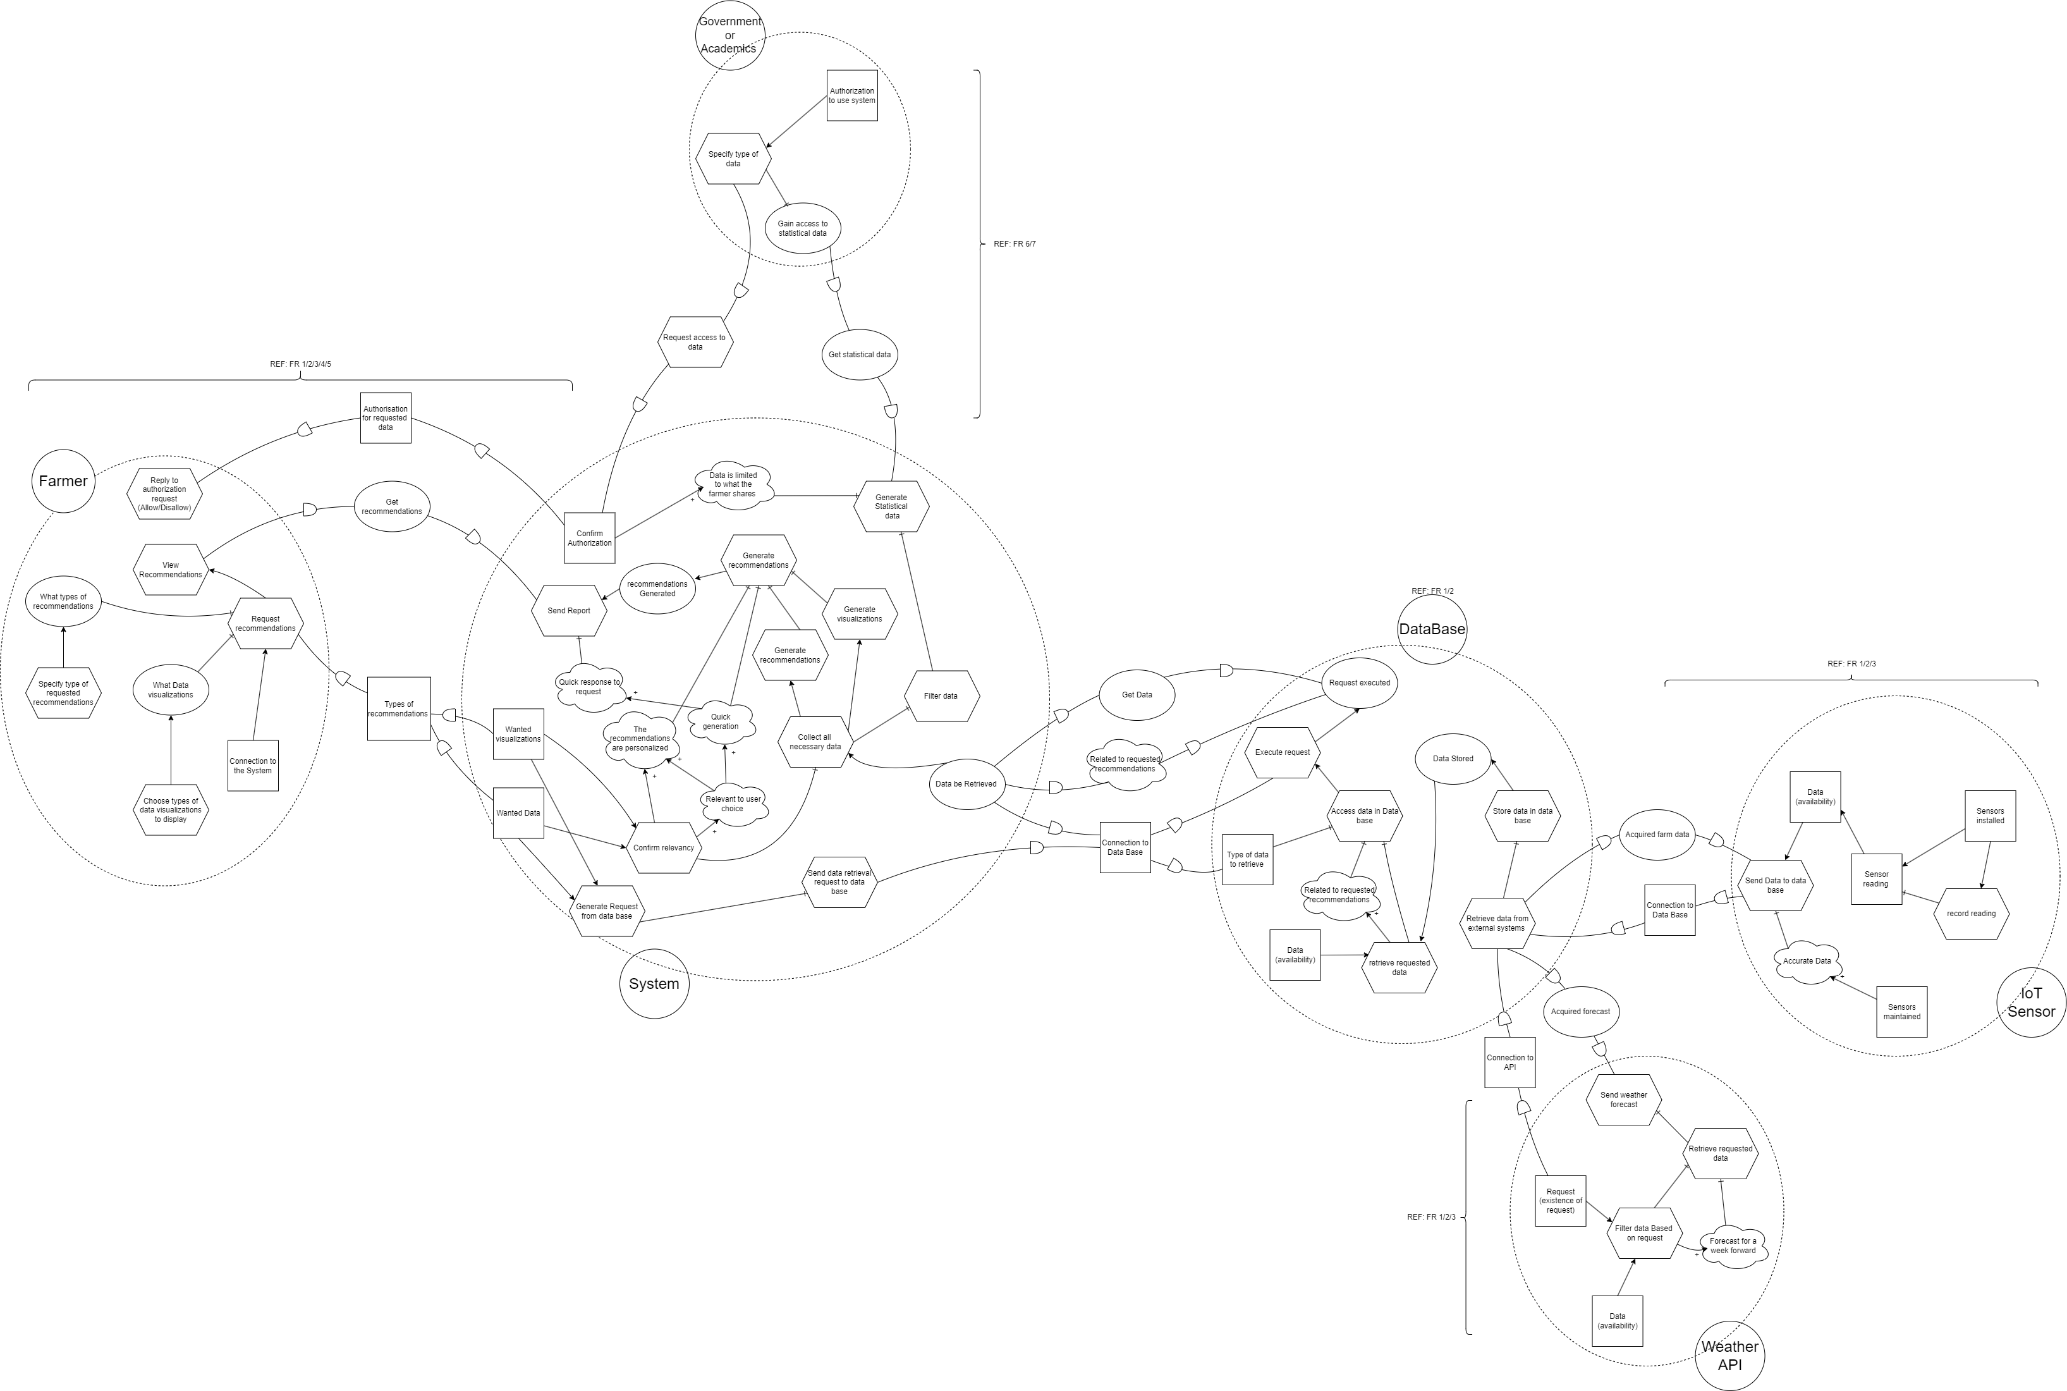 Government
or
Academics
Authorization
to use system
Specify type of
data
Gain access to
statistical data
REF: FR 6/7
Request access to
data
Get statistical data
REF: FR 1/2/3/4/5
Authorisation
for requested
data
Farmer
Reply to
authorization
request
(Allow/Disallow)
Get
recommendations
View
Recommendations
What types of
recommendations
Request
recommendations
Specify type of
requested
recommendations
What Data
visualizations
Connection to
the System
Choose types of
data visualizations
to display
Types of
recommendations
Data is limited
to what the
farmer shares
+
Generate
Statistical
data
Confirm
Authorization
Generate
recommendations
recommendations
Generated
Send Report
Generate
visualizations
Generate
recommendations
Quick response to
request
+
Filter data
Quick
generation
Wanted
visualizations
The
recommendations
are personalized
Collect all
necessary data
+
+
+
Data be Retrieved
Relevant to user
choice
+
Wanted Data
Confirm relevancy
Send data retrieval
request to data
base
Generate Request
from data base
System
Get Data
Related to requested
recommendations
Connection to
Data Base
REF: FR 1/2
DataBase
Request executed
Execute request
Data Stored
Access data in Data
base
Store data in data
base
Type of data
to retrieve
Related to requested
recommendations
+
Retrieve data from
external systems
Data
(availability)
retrieve requested
data
REF: FR 1/2/3
Data
(availability)
Sensors
installed
Acquired farm data
Send Data to data
base
Sensor
reading
Connection to
Data Base
record reading
Accurate Data
+
Sensors
maintained
IoT
Sensor
Acquired forecast
Connection to
API
Send weather
forecast
Retrieve requested
data
Request
(existence of
request)
REF: FR 1/2/3
Filter data Based
on request
Forecast for a
week forward
+
Data
(availability)
Weather
API